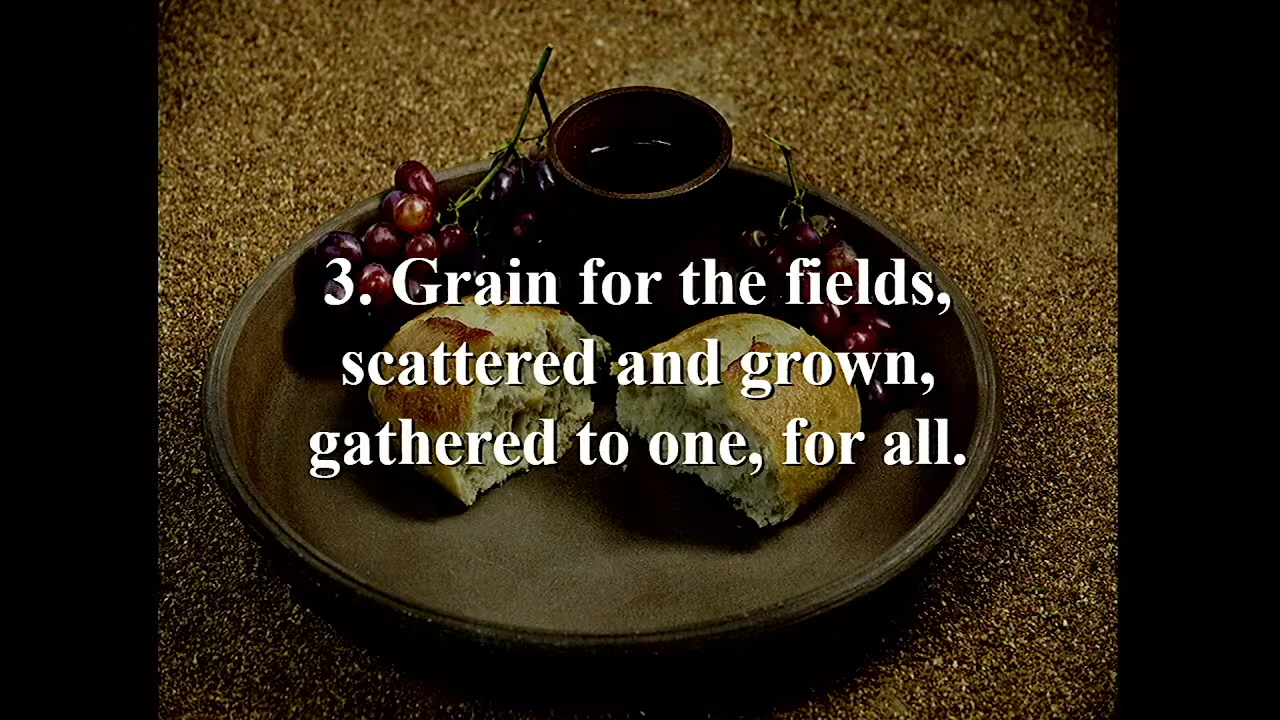 3. Grain for the fields,
scattered and grown,
gathered to one, for all.